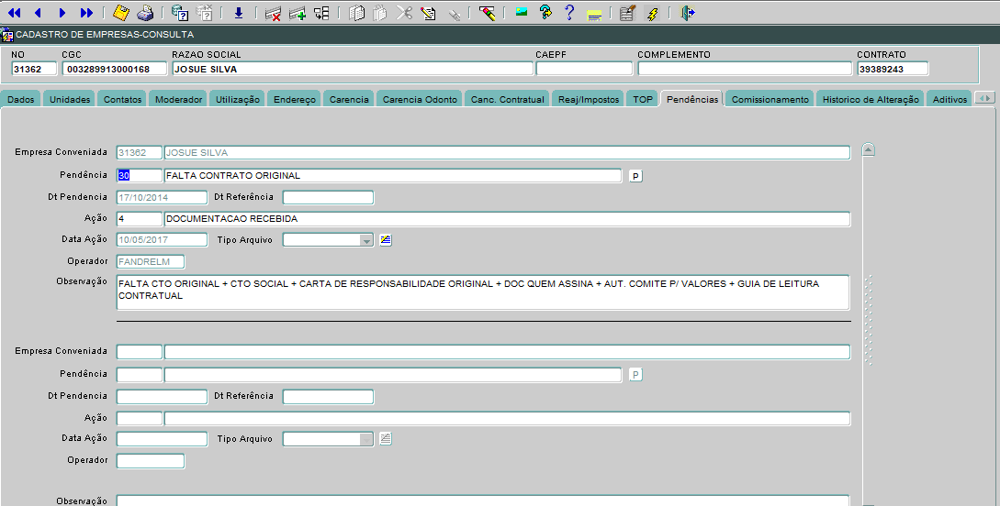 CADASTRO DE EMPRESAS-CONSULTA
NO CGC RAZAO SOCIAL CAEPF COMPLEMENTO CONTRATO
31362 003289913000168 JOSUE SILVA 39389243
Dados Unidades Contatos Moderador Utilização Endereço Carencia Carencia Odonto Canc. Contratual Reaj/Impostos TOP Pendências Comissionamento Historico de Alteração Aditivos
Empresa Conveniada 31362 JOSUE SILVA
Pendência 30 FALTA CONTRATO ORIGINAL P
Dt Pendencia 17/10/2014 Dt Referência
Ação 4 DOCUMENTACAO RECEBIDA
Data Ação 10/05/2017 Tipo Arquivo
Operador FANDRELM
Observação FALTA CTO ORIGINAL + CTO SOCIAL + CARTA DE RESPONSABILIDADE ORIGINAL + DOC QUEM ASSINA + AUT. COMITE P/ VALORES + GUIA DE LEITURA
CONTRATUAL
Empresa Conveniada
Pendência P
Dt Pendencia Dt Referência
Ação
Data Ação Tipo Arquivo
Operador
Observação